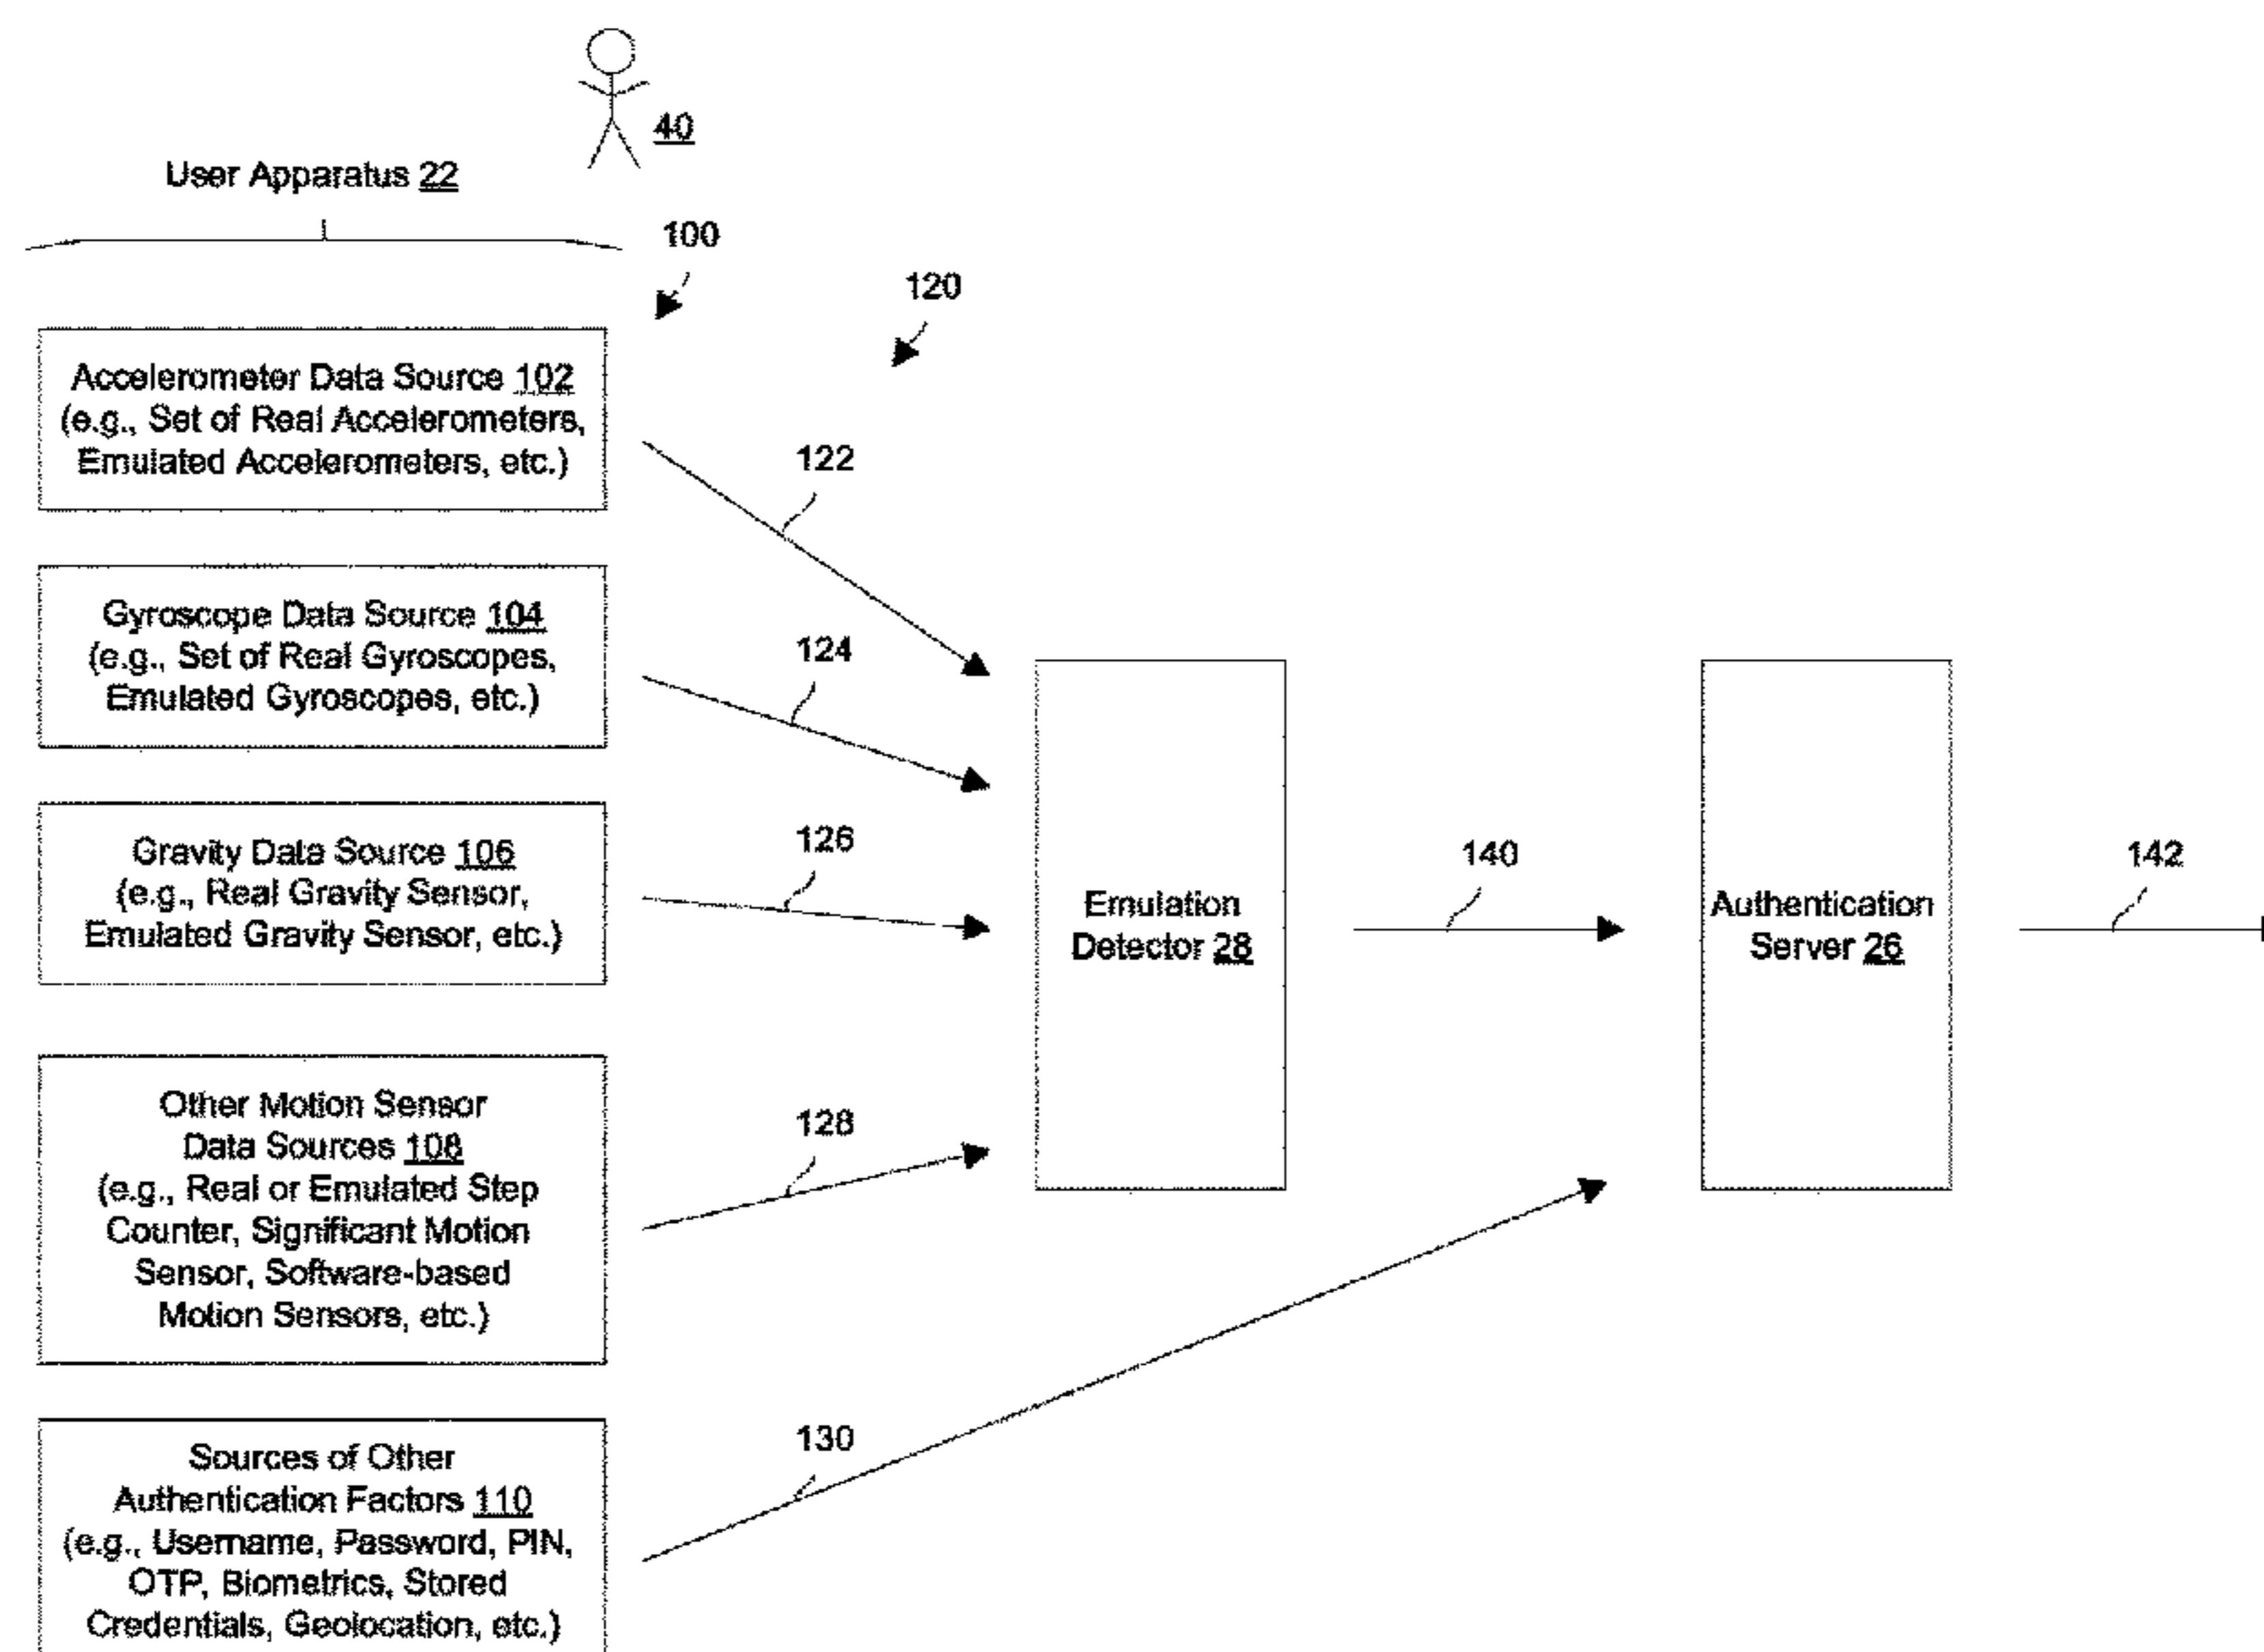 40
User Apparatus 22
100
120
Accelerometer Data Source 102
(e.g., Set of Real Accelerometers,
Emulated Accelerometers, etc.)
122
Gyroscope Data Source 104
(e.g., Set of Real Gyroscopes,
Emulated Gyroscopes, etc.)
124
Gravity Data Source 106
(e.g., Real Gravity Sensor,
Emulated Gravity Sensor, etc.)
126
Other Motion Sensor
Data Sources 108
(e.g., Real or Emulated Step
Counter, Significant Motion
Sensor, Software-based
Motion Sensors, etc.)
128
Sources of Other
Authentication Factors 110
(e.g., Username, Password, PIN,
OTP, Biometrics, Stored
Credentials, Geolocation, etc.)
130
Emulation
Detector 28
140
Authentication
Server 26
142